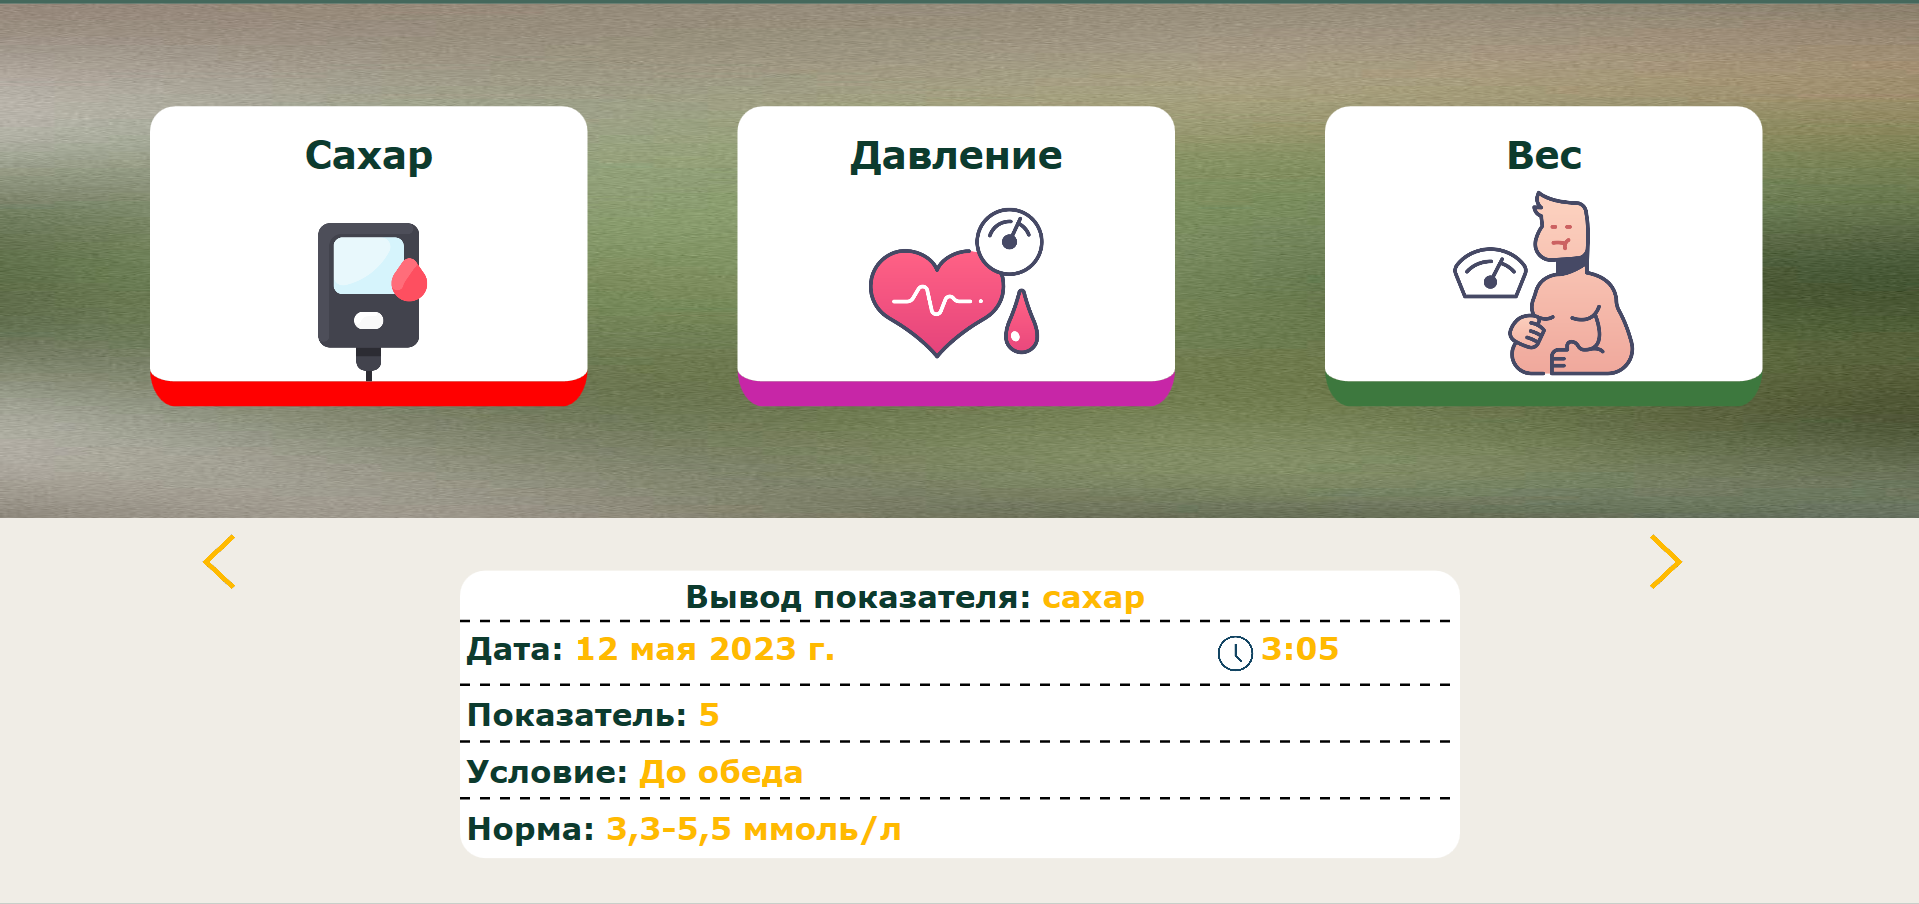 Сахар
Давление
Вес
Вывод показателя: сахар
Дата: 12 мая 2023 г. 3:05
Показатель: 5
Условие: До обеда
Норма: 3,3-5,5 ммоль/л